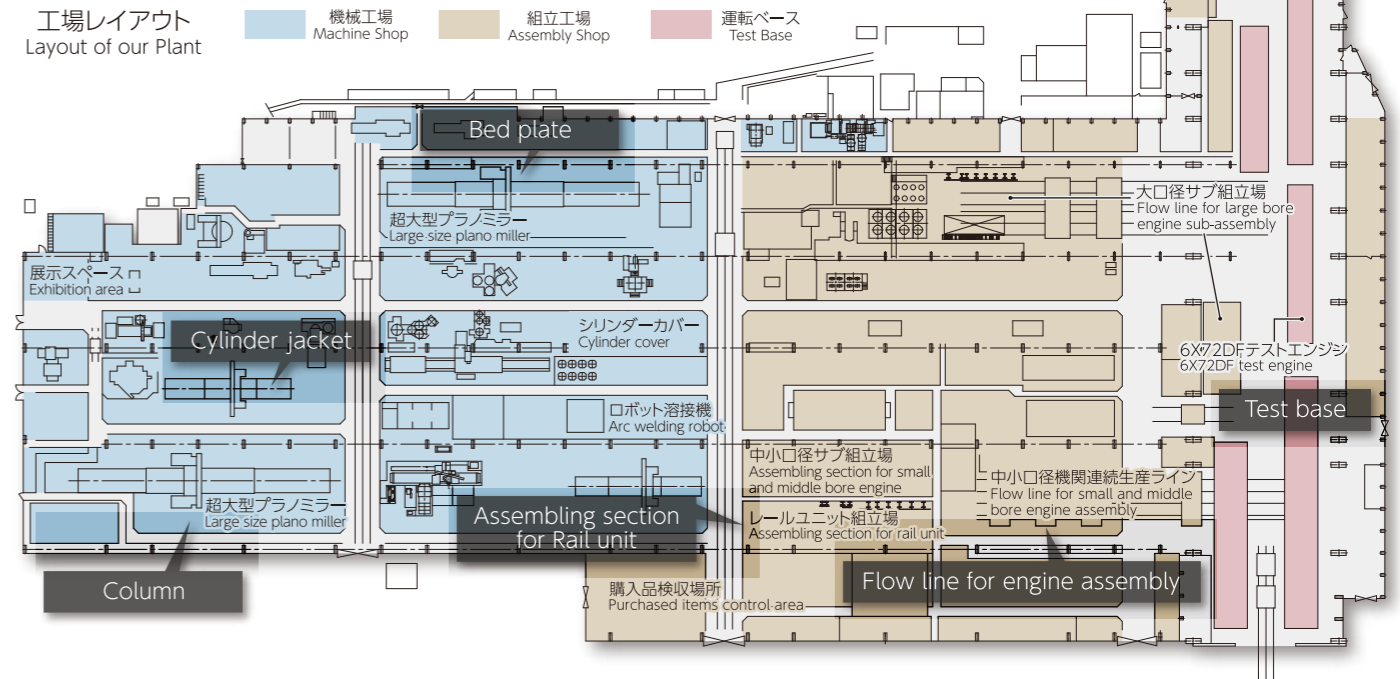 工場レイアウト
Layout of our Plant
機械工場
Machine Shop
組立工場
Assembly Shop
運転ベース
Test Base
Bed plate
超大型プラノミラー
Large size plano miller
大口径サブ組立場
Flow line for large bore
engine sub-assembly
展示スペース
Exhibition area
Cylinder jacket
シリンダーカバー
Cylinder cover
6X72DFテストエンジン
6X72DF test engine
Test base
ロボット溶接機
Arc welding robot
中小口径サブ組立場
Assembling section for small
and middle bore engine
中小口径機関連続生産ライン
Flow line for small and middle
bore engine assembly
超大型プラノミラー
Large size plano miller
Assembling section
for Rail unit
レールユニット組立場
Assembling section for rail unit
Column
購入品検収場所
Purchased items control area
Flow line for engine assembly